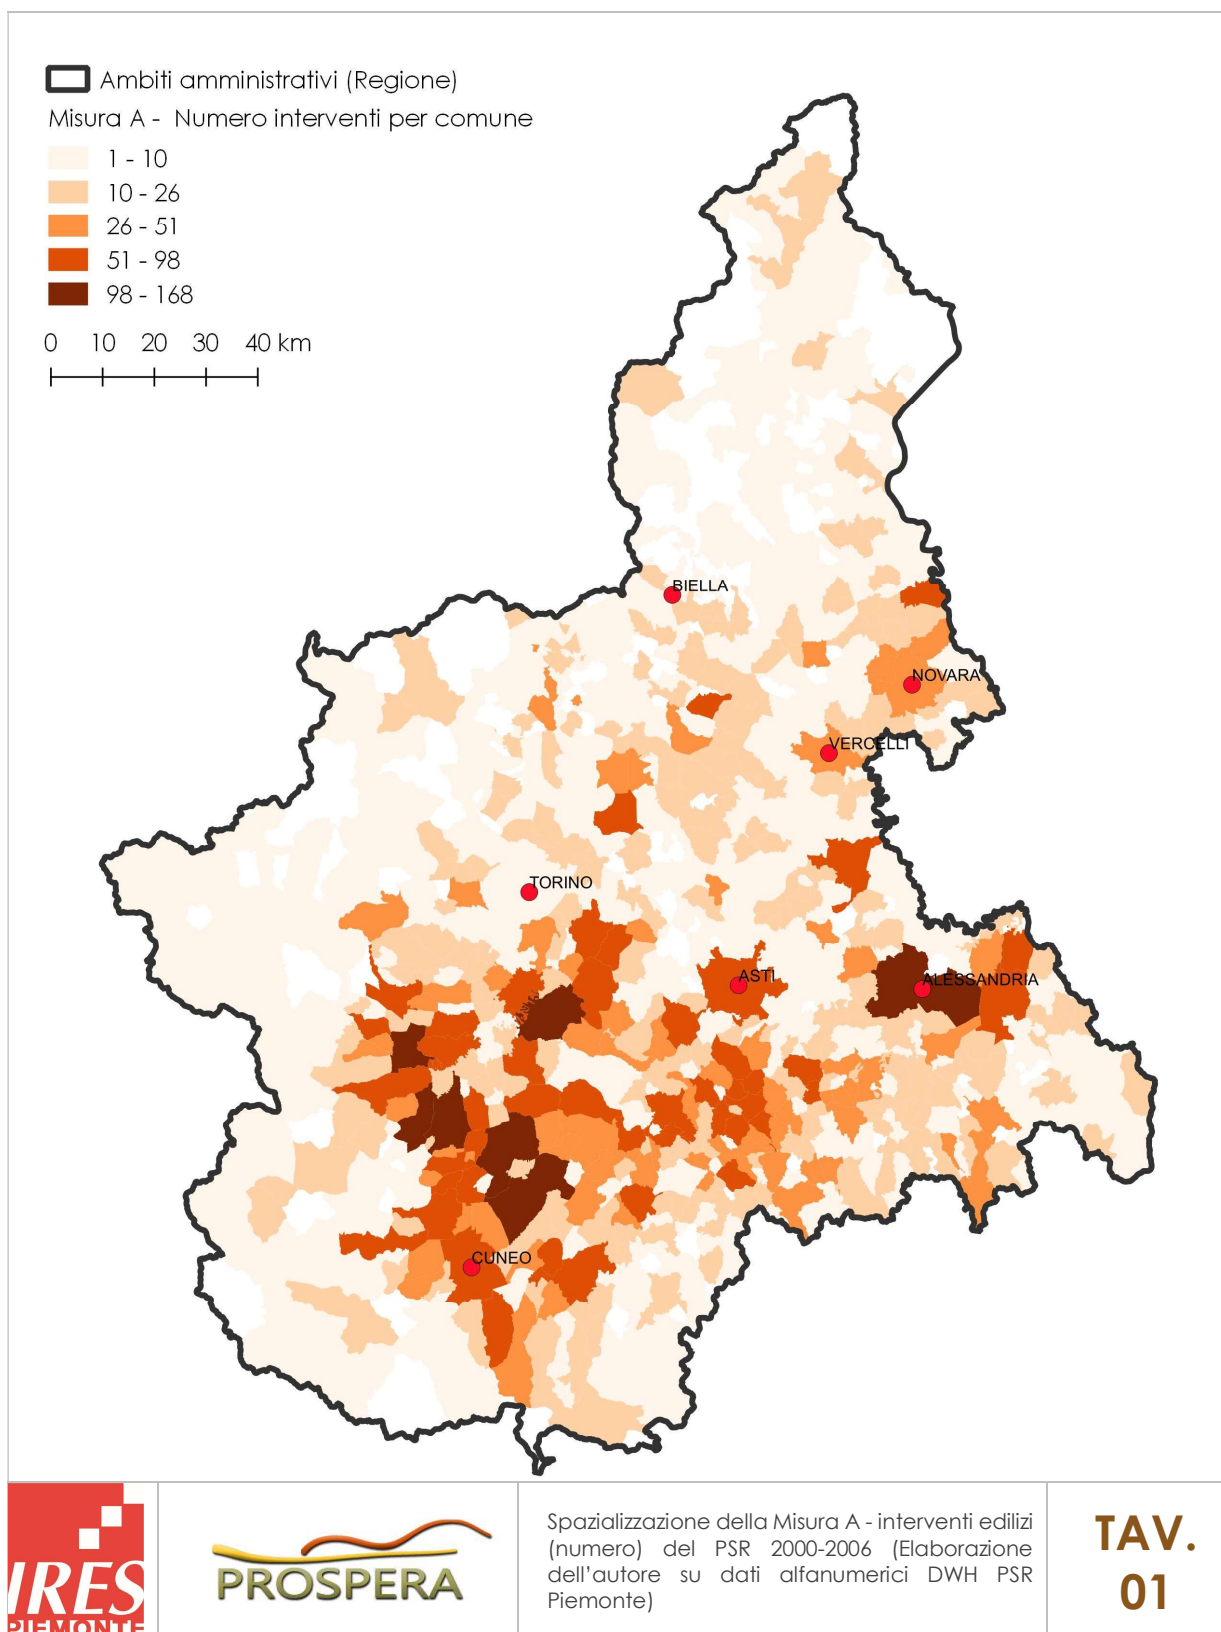 Ambiti amministrativi (Regione)
Misura A - Numero interventi per comune
1 - 10
10 - 26
26 - 51
51 - 98
98 - 168
0 10 20 30 40 km
BIELLA
NOVARA
VERCELLI
TORINO
ASTI
ALESSANDRIA
CUNEO
IRES
PIEMONTE
PROSPERA
Spazializzazione della Misura A - interventi edilizi
(numero) del PSR 2000-2006 (Elaborazione
dell'autore su dati alfanumerici DWH PSR
Piemonte)
TAV.
01